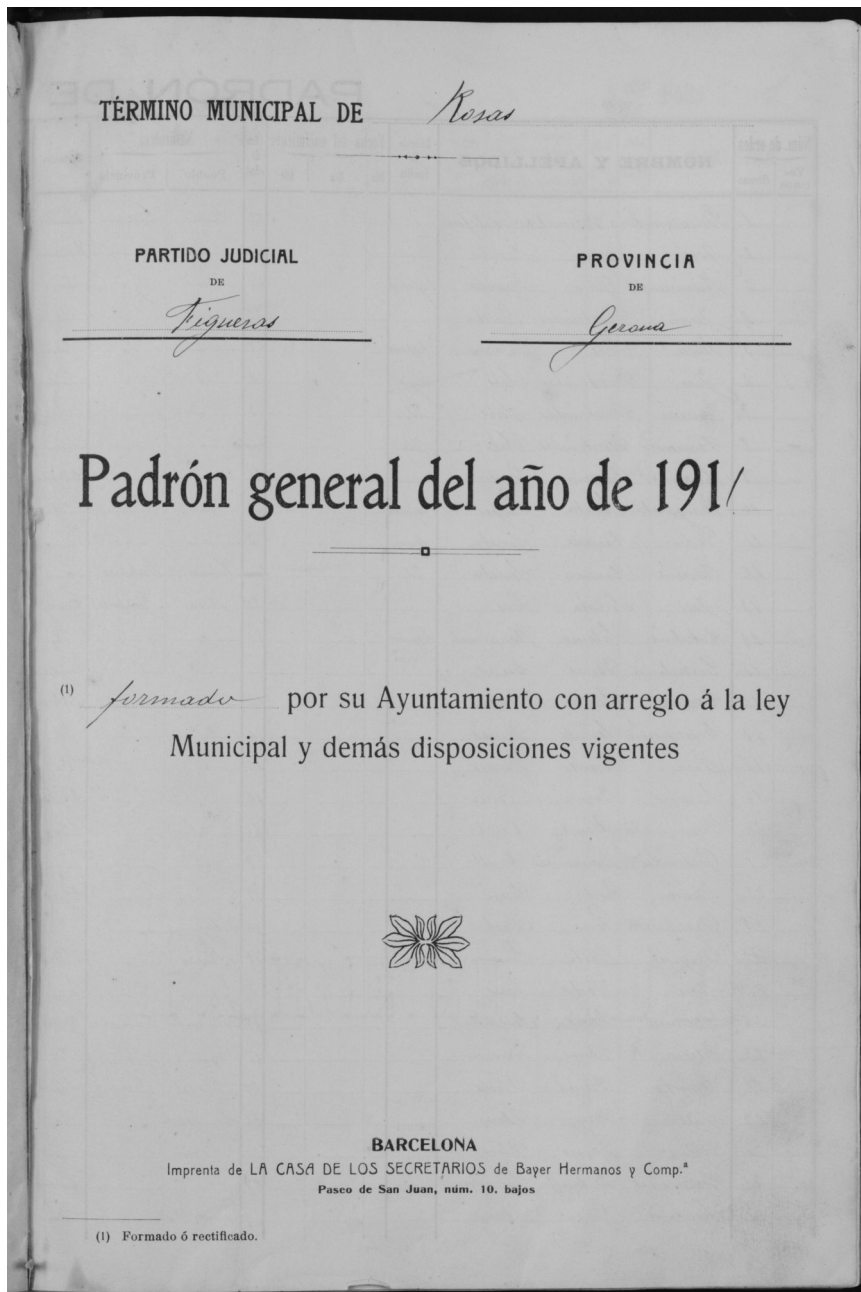 TÉRMINO MUNICIPAL DE Rosas
PARTIDO JUDICIAL
DE
Figueras
PROVINCIA
DE
Gerona
Padrón general del año de 1911
(1) formado por su Ayuntamiento con arreglo á la ley
Municipal y demás disposiciones vigentes
BARCELONA
Imprenta de LA CASA DE LOS SECRETARIOS de Bayer Hermanos y Comp.ª
Paseo de San Juan, núm. 10. bajos
(1) Formado ó rectificado.